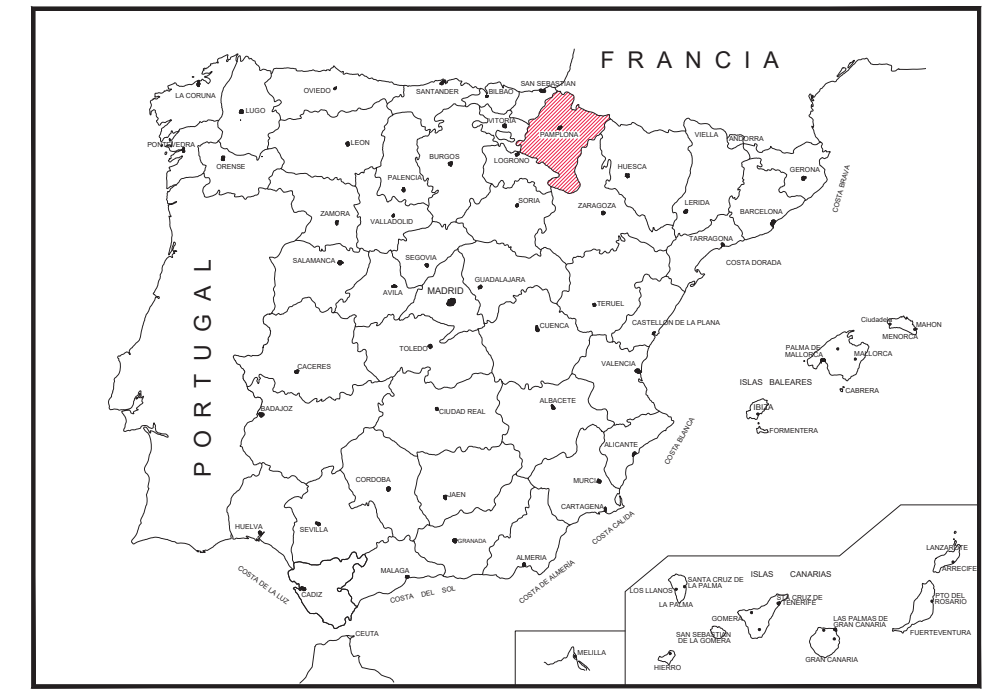 FRANCIA
SAN SEBASTIAN
LA CORUNA
OVIEDO
SANTANDER
BILBAO
LUGO
VITORIA
PAMPLONA
VIELLA
ANDORRA
PONTEVEDRA
LEON
ORENSE
BURGOS
LOGROÑO
HUESCA
GERONA
PALENCIA
COSTA BRAVA
ZAMORA
VALLADOLID
SORIA
ZARAGOZA
LERIDA
BARCELONA
TARRAGONA
SALAMANCA
SEGOVIA
COSTA DORADA
PORTUGAL
AVILA
MADRID
GUADALAJARA
TERUEL
CUENCA
CASTELLON DE LA PLANA
Ciudadela
MAHON
MENORCA
TOLEDO
PALMA DE
MALLORCA
MALLORCA
CACERES
VALENCIA
ISLAS BALEARES
CABRERA
BADAJOZ
CIUDAD REAL
ALBACETE
IBIZA
FORMENTERA
ALICANTE
COSTA BLANCA
CORDOBA
JAEN
MURCIA
CARTAGENA
HUELVA
SEVILLA
COSTA CALIDA
GRANADA
ALMERIA
MALAGA
COSTA DE LA LUZ
CADIZ
COSTA DEL SOL
COSTA DE ALMERIA
CEUTA
MELILLA
ISLAS CANARIAS
LANZAROTE
ARRECIFE
SANTA CRUZ DE
LA PALMA
LOS LLANOS
LA PALMA
STA CRUZ DE
TENERIFE
PTO DEL
ROSARIO
GOMERA
LAS PALMAS DE
GRAN CANARIA
SAN SEBASTIAN
DE LA GOMERA
FUERTEVENTURA
HIERRO
GRAN CANARIA